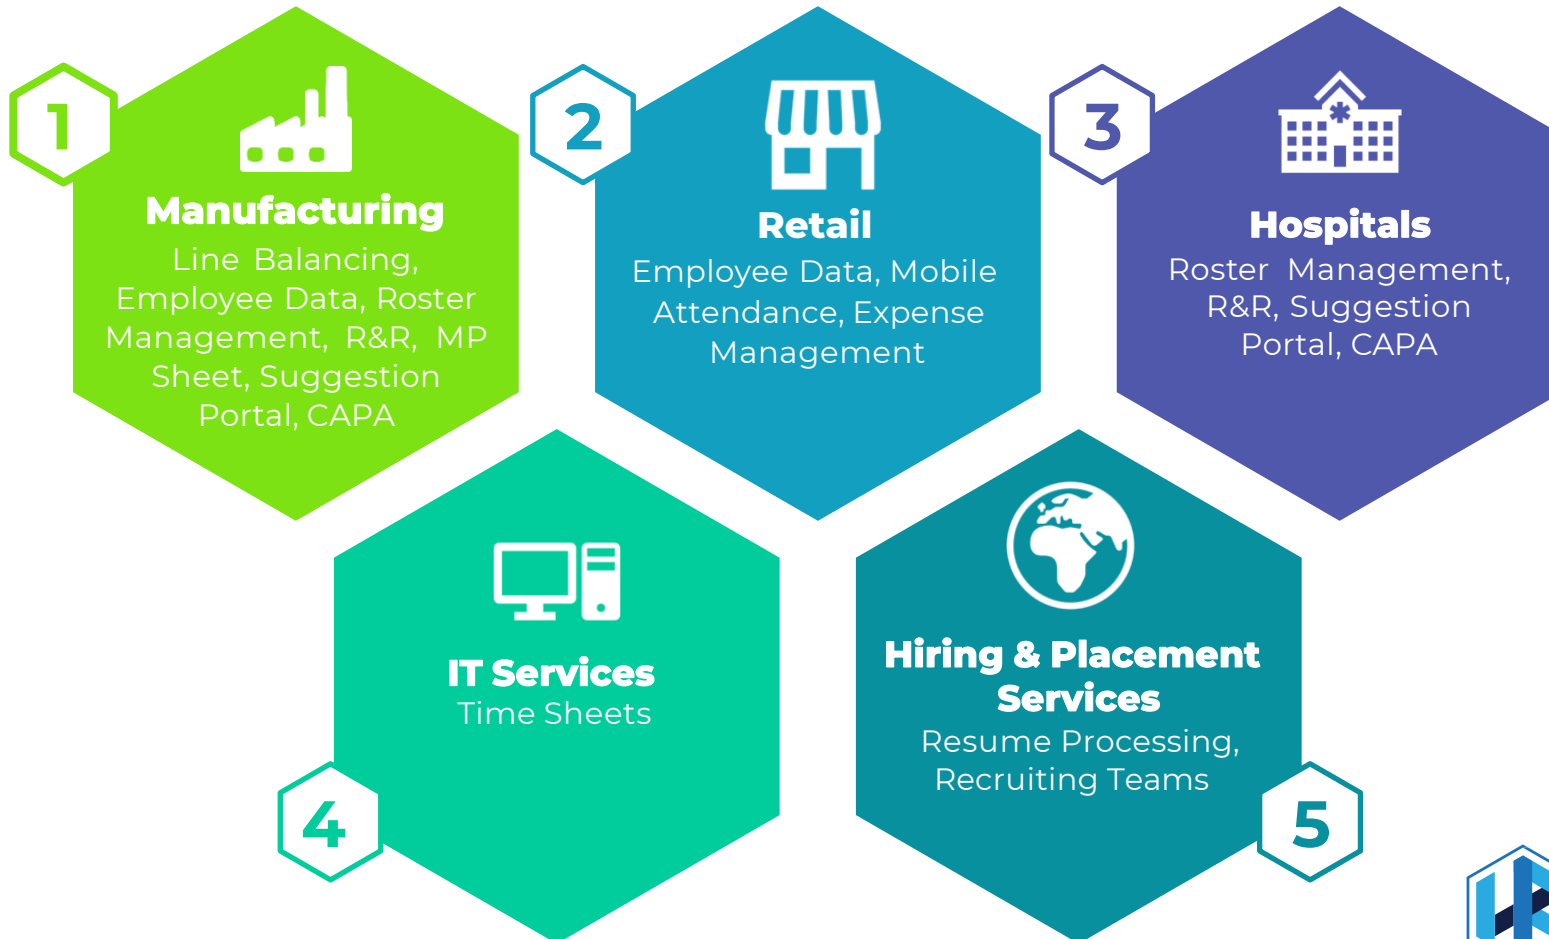 1
Manufacturing
Line Balancing,
Employee Data, Roster
Management, R&R, MP
Sheet, Suggestion
Portal, CAPA
2
Retail
Employee Data, Mobile
Attendance, Expense
Management
3
Hospitals
Roster Management,
R&R, Suggestion
Portal, CAPA
4
IT Services
Time Sheets
5
Hiring & Placement
Services
Resume Processing,
Recruiting Teams